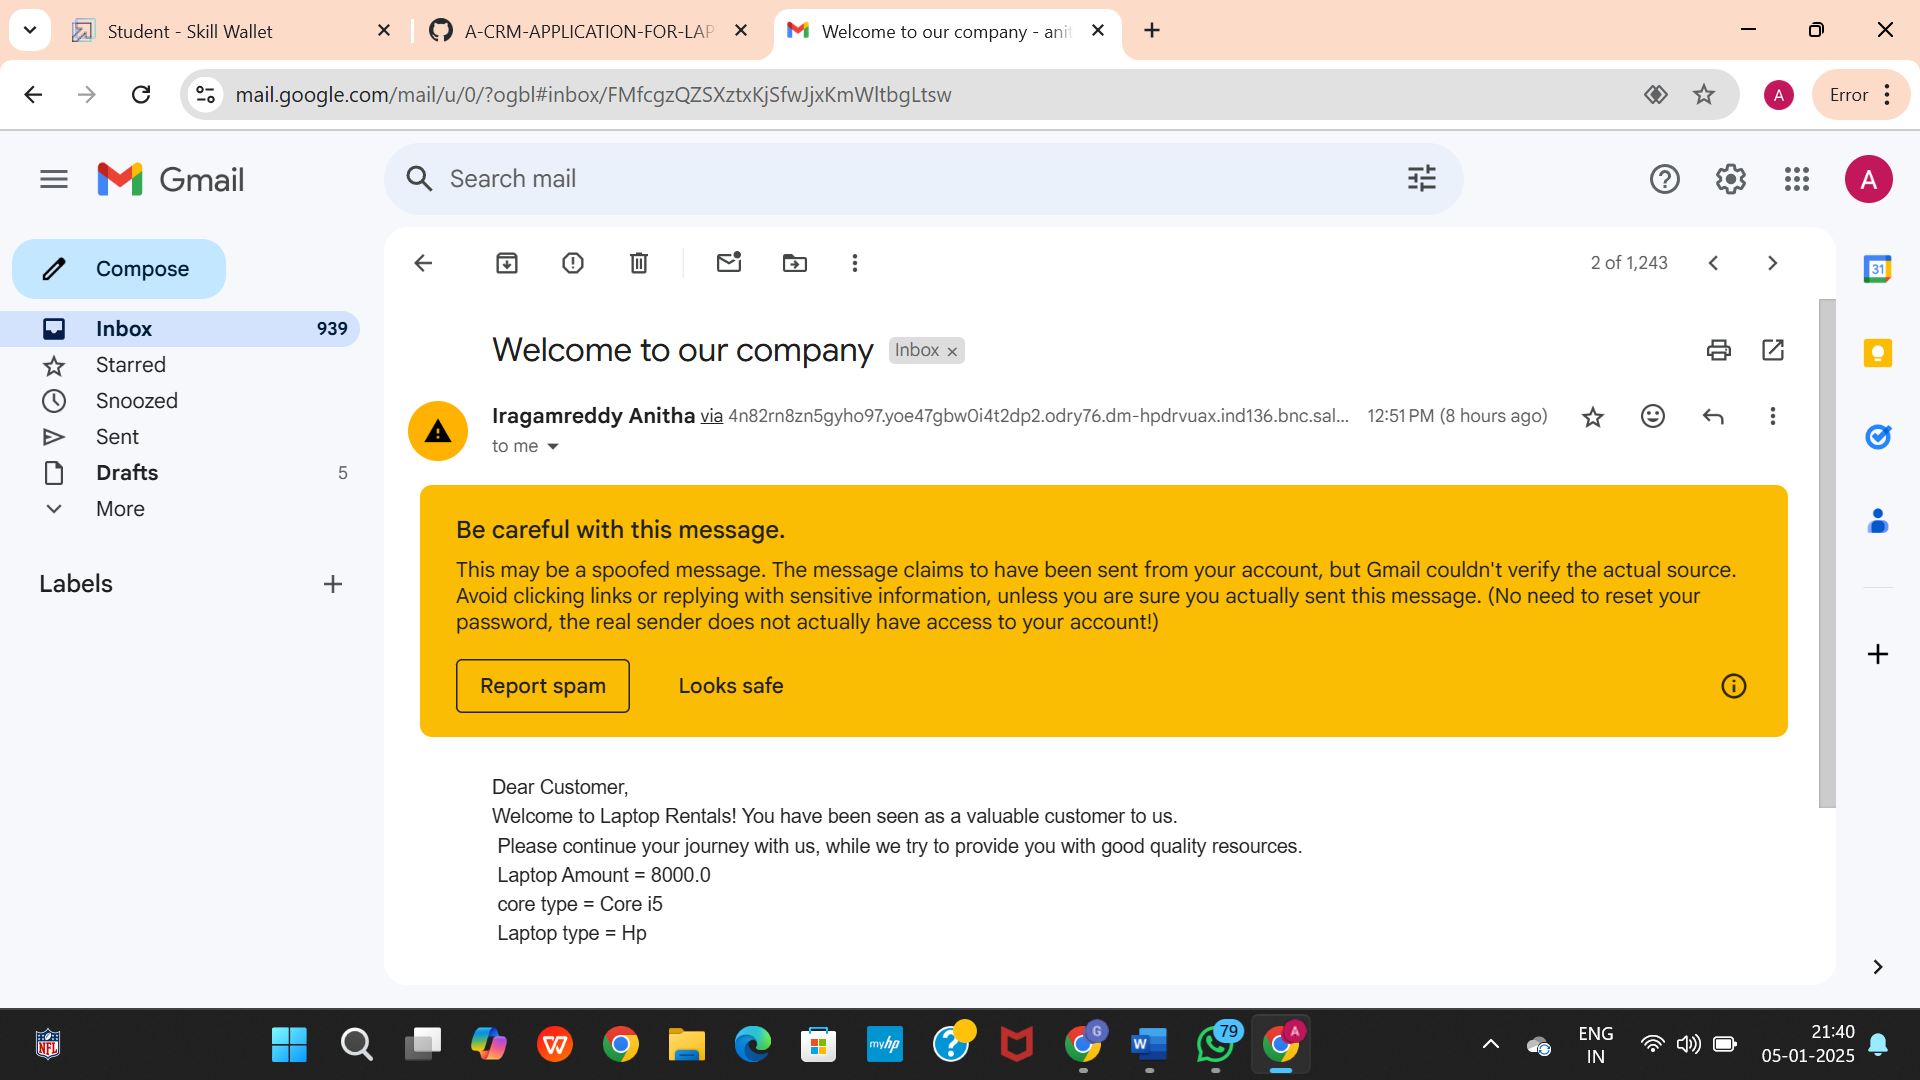 Student - Skill Wallet
A-CRM-APPLICATION-FOR-LAP
Welcome to our company - anit
mail.google.com/mail/u/0/?ogbl#inbox/FMfcgzQZSXztxKjSfwJjxKmWltbgLtsw
A
Error
Gmail
Search mail
A
Compose
Inbox 939
Starred
Snoozed
Sent
Drafts 5
More
Labels
2 of 1,243
31
Welcome to our company Inbox ×
Iragamreddy Anitha via 4n82rn8zn5gyho97.yoe47gbw0i4t2dp2.odry76.dm-hpdrvuax.ind136.bnc.sal... 12:51 PM (8 hours ago)
to me
Be careful with this message.
This may be a spoofed message. The message claims to have been sent from your account, but Gmail couldn't verify the actual source.
Avoid clicking links or replying with sensitive information, unless you are sure you actually sent this message. (No need to reset your
password, the real sender does not actually have access to your account!)
Report spam
Looks safe
Dear Customer,
Welcome to Laptop Rentals! You have been seen as a valuable customer to us.
Please continue your journey with us, while we try to provide you with good quality resources.
Laptop Amount = 8000.0
core type = Core i5
Laptop type = Hp
NFL
W
myhp
?
G
W
79
A
ENG
IN
21:40
05-01-2025